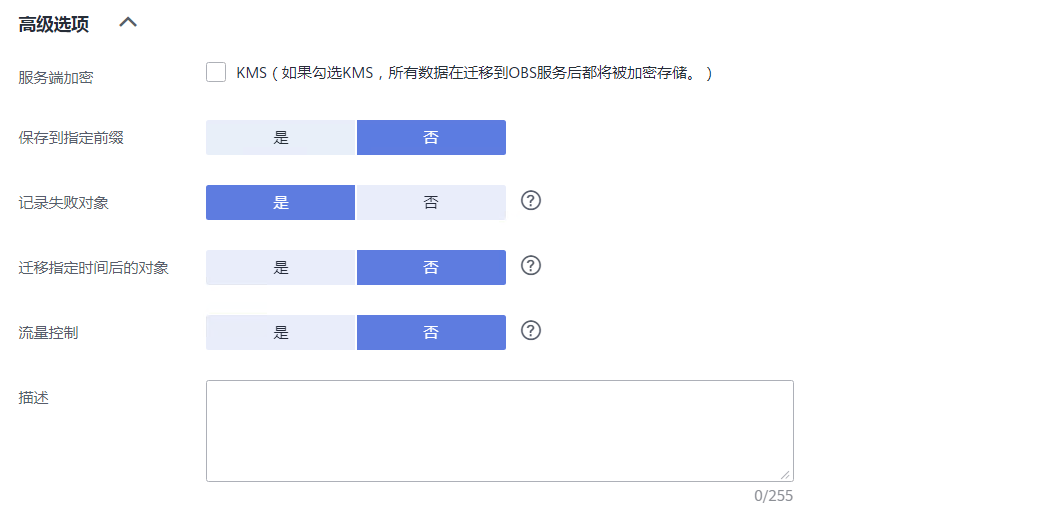 高级选项
服务端加密
KMS（如果勾选KMS，所有数据在迁移到OBS服务后都将被加密存储。）
保存到指定前缀
是 否
记录失败对象
是 否 ?
迁移指定时间后的对象
是 否 ?
流量控制
是 否 ?
描述
0/255